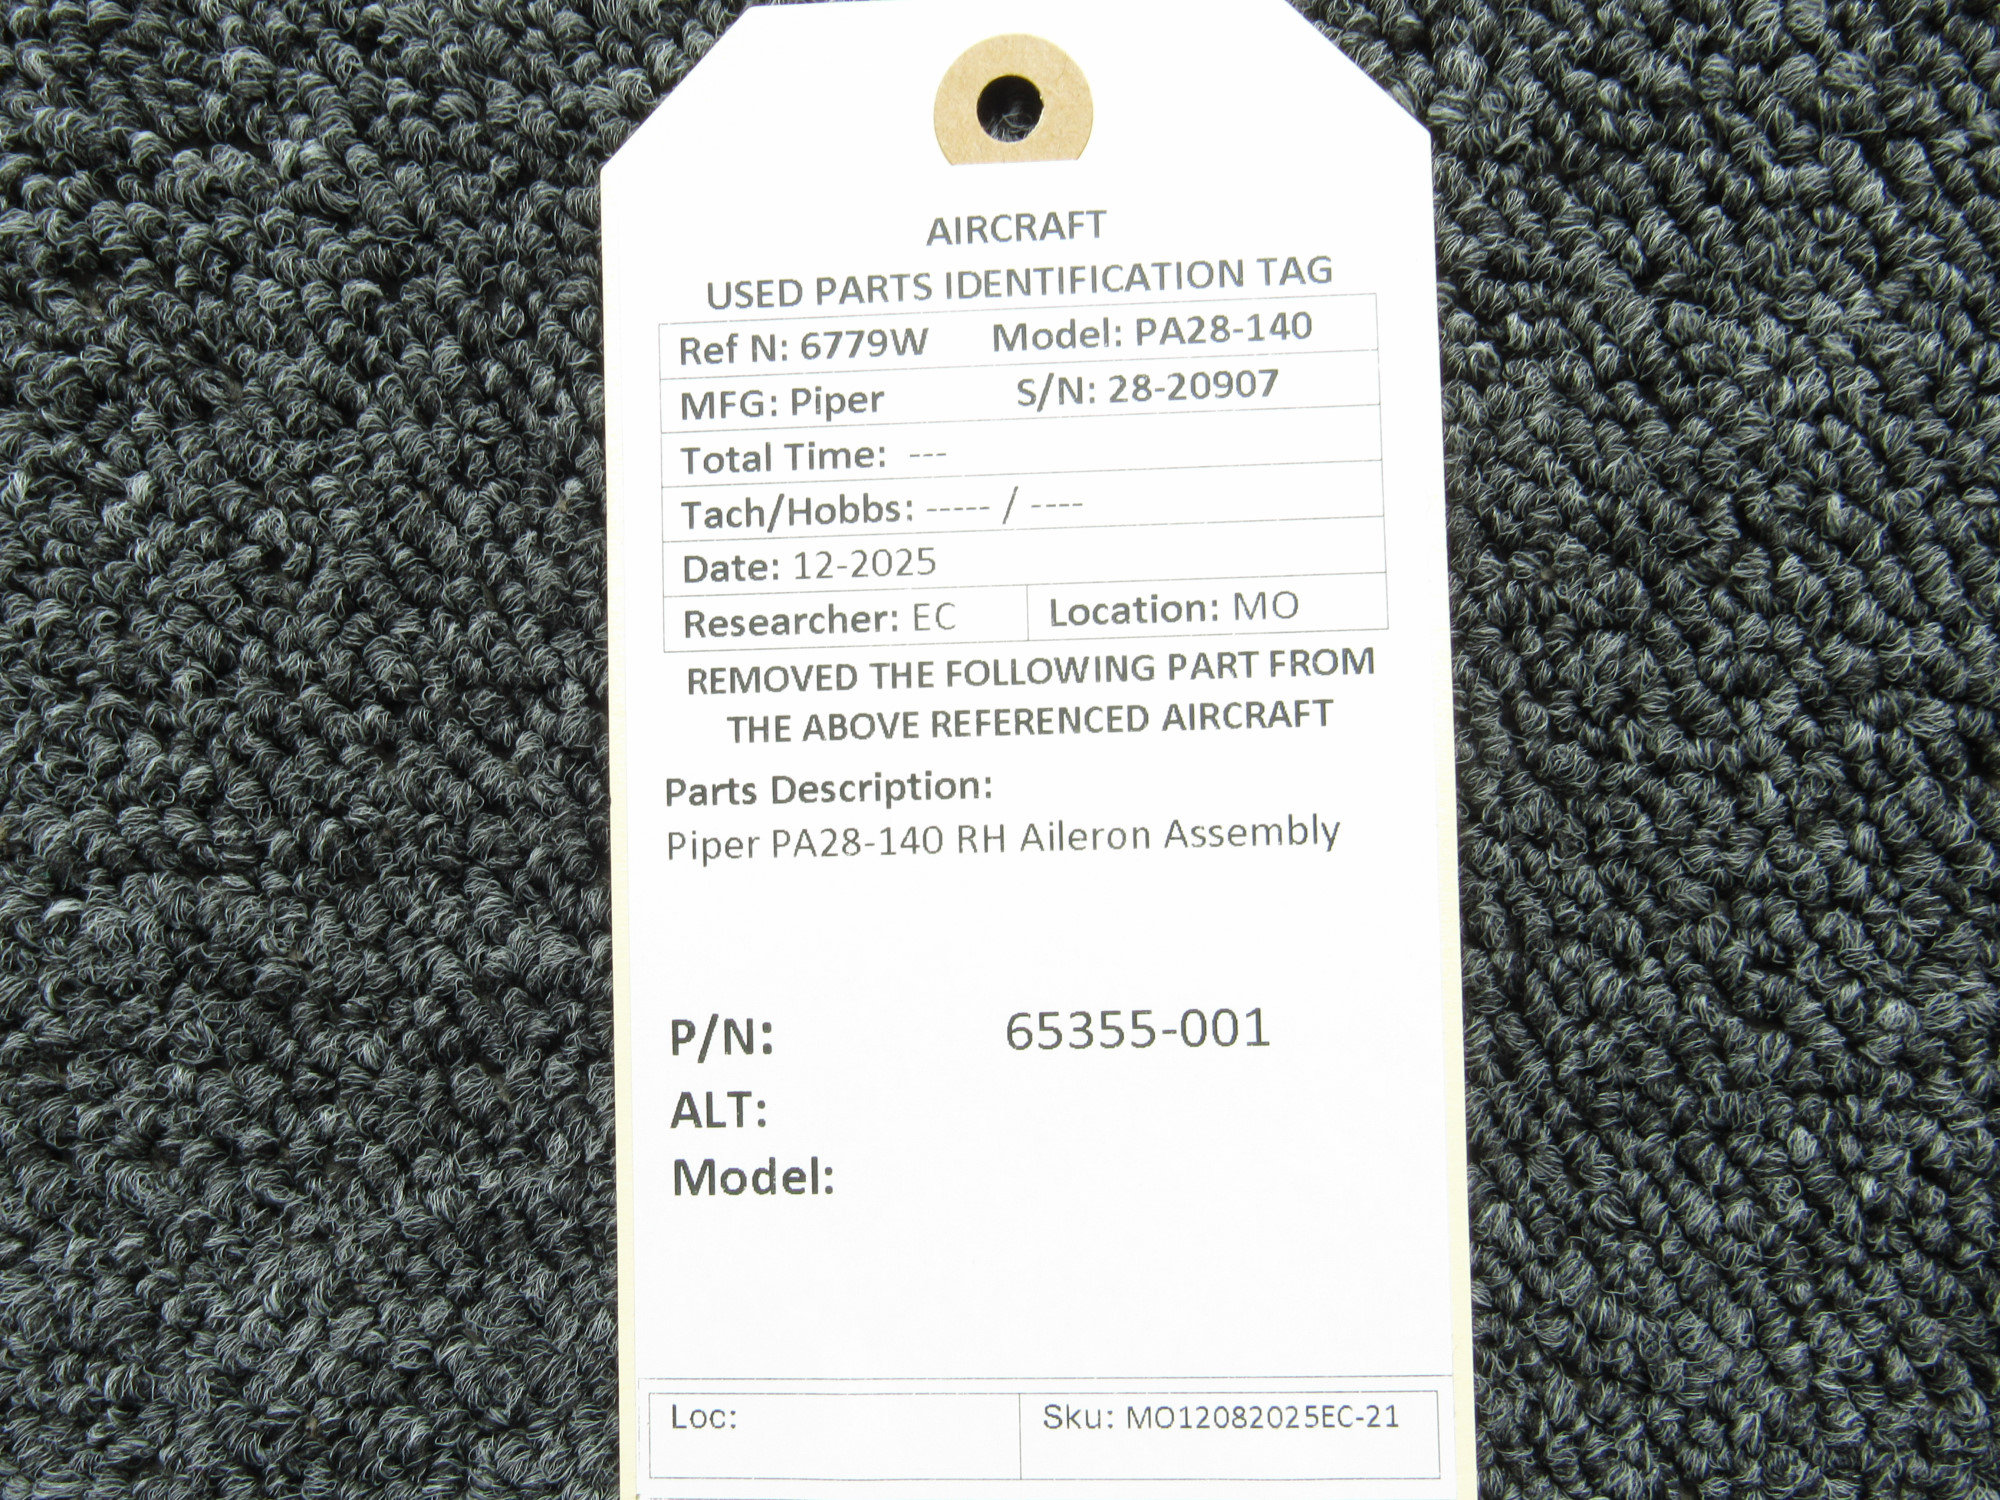 AIRCRAFT
USED PARTS IDENTIFICATION TAG
Ref N: 6779W Model: PA28-140
MFG: Piper S/N: 28-20907
Total Time: ---
Tach/Hobbs: ----- / ----
Date: 12-2025
Researcher: EC Location: MO
REMOVED THE FOLLOWING PART FROM
THE ABOVE REFERENCED AIRCRAFT
Parts Description:
Piper PA28-140 RH Aileron Assembly
P/N: 65355-001
ALT:
Model:
Loc: Sku: MO12082025EC-21